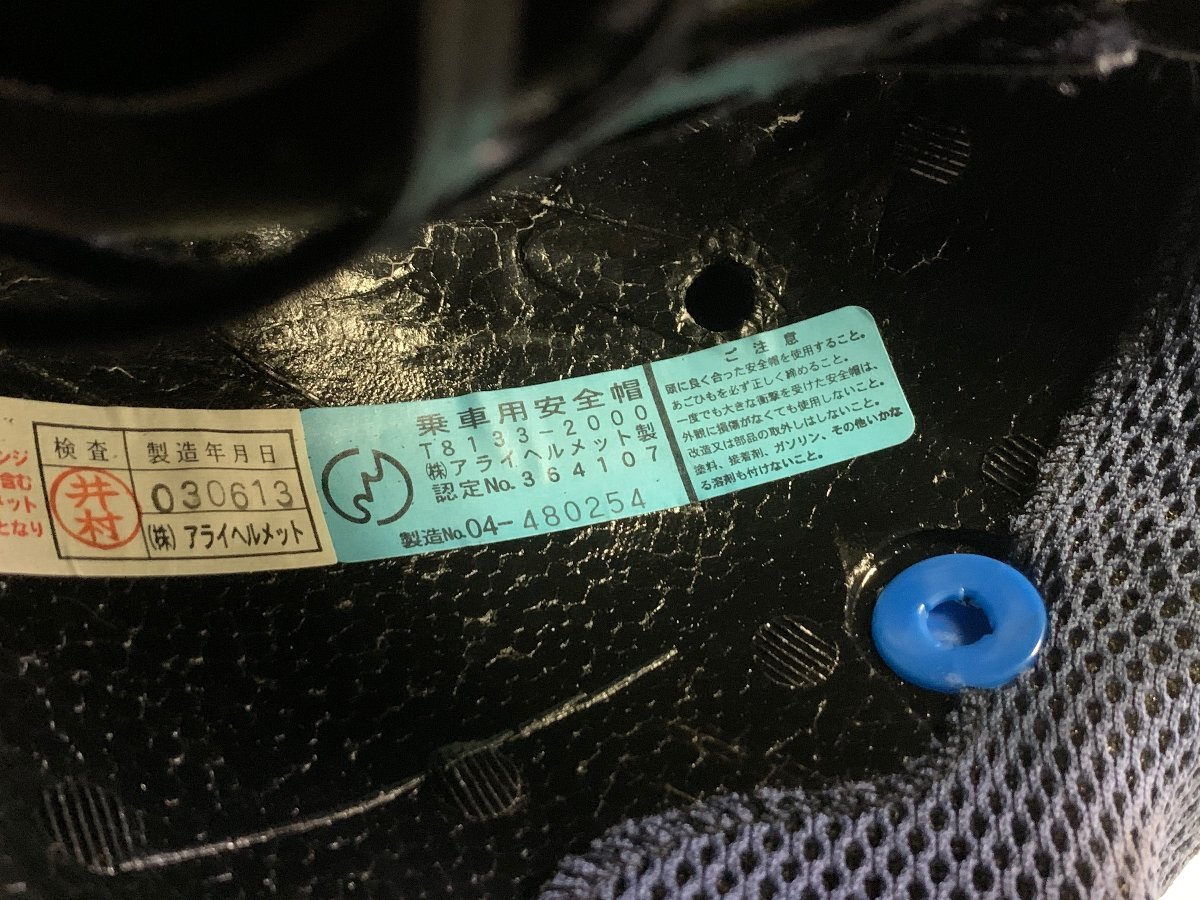 ンジ
含む
メット
となり
検査
製造年月日
井村
030613
(株) アライヘルメット
乗車用安全帽
T8133-2000
㈱アライヘルメット製
認定No. 364107
製造No. 04-480254
ご注意
頭に良く合った安全帽を使用すること。
あごひもを必ず正しく締めること。
一度でも大きな衝撃を受けた安全帽は、
外観に損傷がなくても使用しないこと。
改造又は部品の取外しはしないこと。
塗料、接着剤、ガソリン、その他いかな
る溶剤も付けないこと。